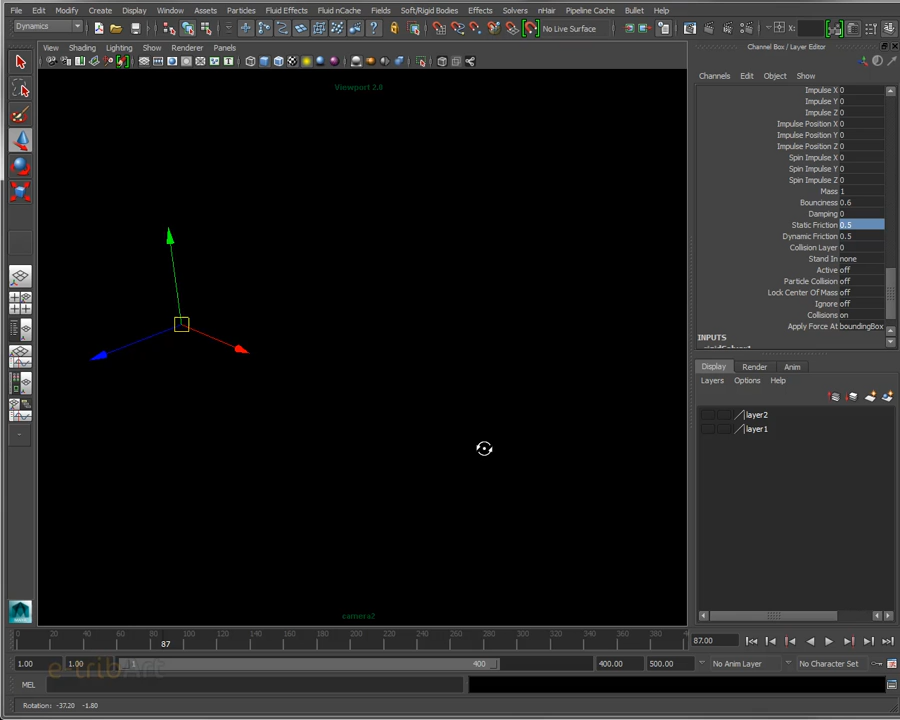 File Edit Modify Create Display Window Assets Particles Fluid Effects Fluid nCache Fields Soft/Rigid Bodies Effects Solvers nHair Pipeline Cache Bullet Help
Dynamics No Live Surface X:
View Shading Lighting Show Renderer Panels
Viewport 2.0
camera2
Channel Box / Layer Editor
Channels Edit Object Show
Impulse X 0
Impulse Y 0
Impulse Z 0
Impulse Position X 0
Impulse Position Y 0
Impulse Position Z 0
Spin Impulse X 0
Spin Impulse Y 0
Spin Impulse Z 0
Mass 1
Bounciness 0.6
Damping 0
Static Friction 0.5
Dynamic Friction 0.5
Collision Layer 0
Stand In none
Active off
Particle Collision off
Lock Center Of Mass off
Ignore off
Collisions on
Apply Force At boundingBox
INPUTS
Display Render Anim
Layers Options Help
layer2
layer1
0 20 40 60 80 100 120 140 160 180 200 220 240 260 280 300 320 340 360 380
87 87.00
1.00 1.00 1 400 400.00 500.00 No Anim Layer No Character Set
e-tribArt
MEL
Rotation: -37.20 -1.80